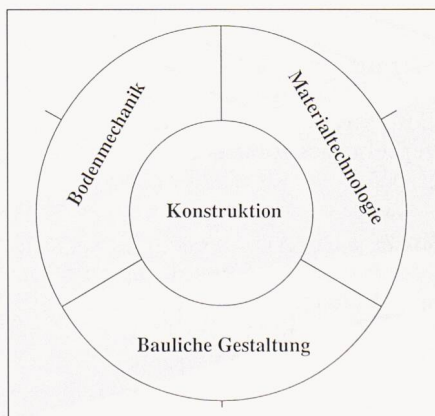 Bodenmechanik
Materialtechnologie
Konstruktion
Bauliche Gestaltung